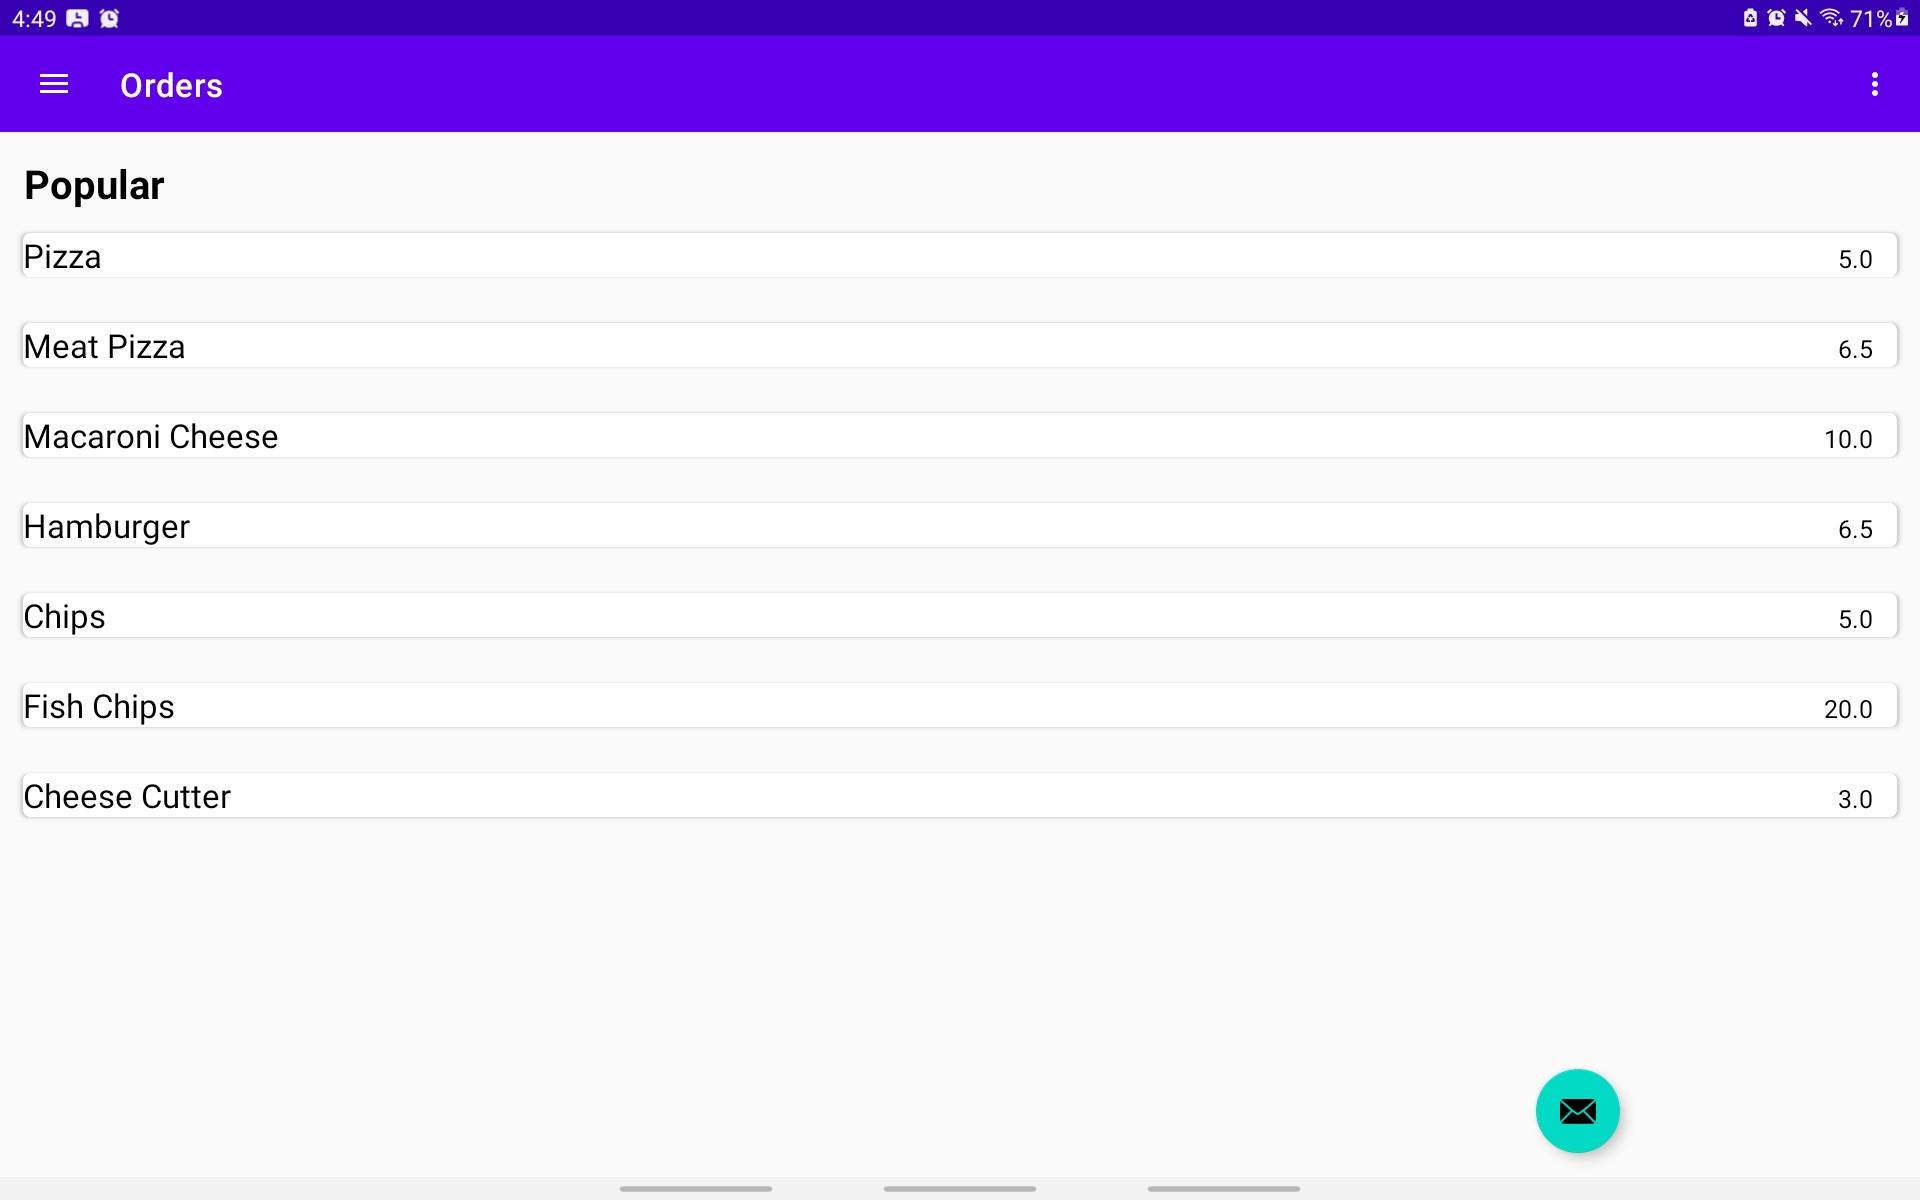 4:49 71%
Orders
Popular
Pizza 5.0
Meat Pizza 6.5
Macaroni Cheese 10.0
Hamburger 6.5
Chips 5.0
Fish Chips 20.0
Cheese Cutter 3.0